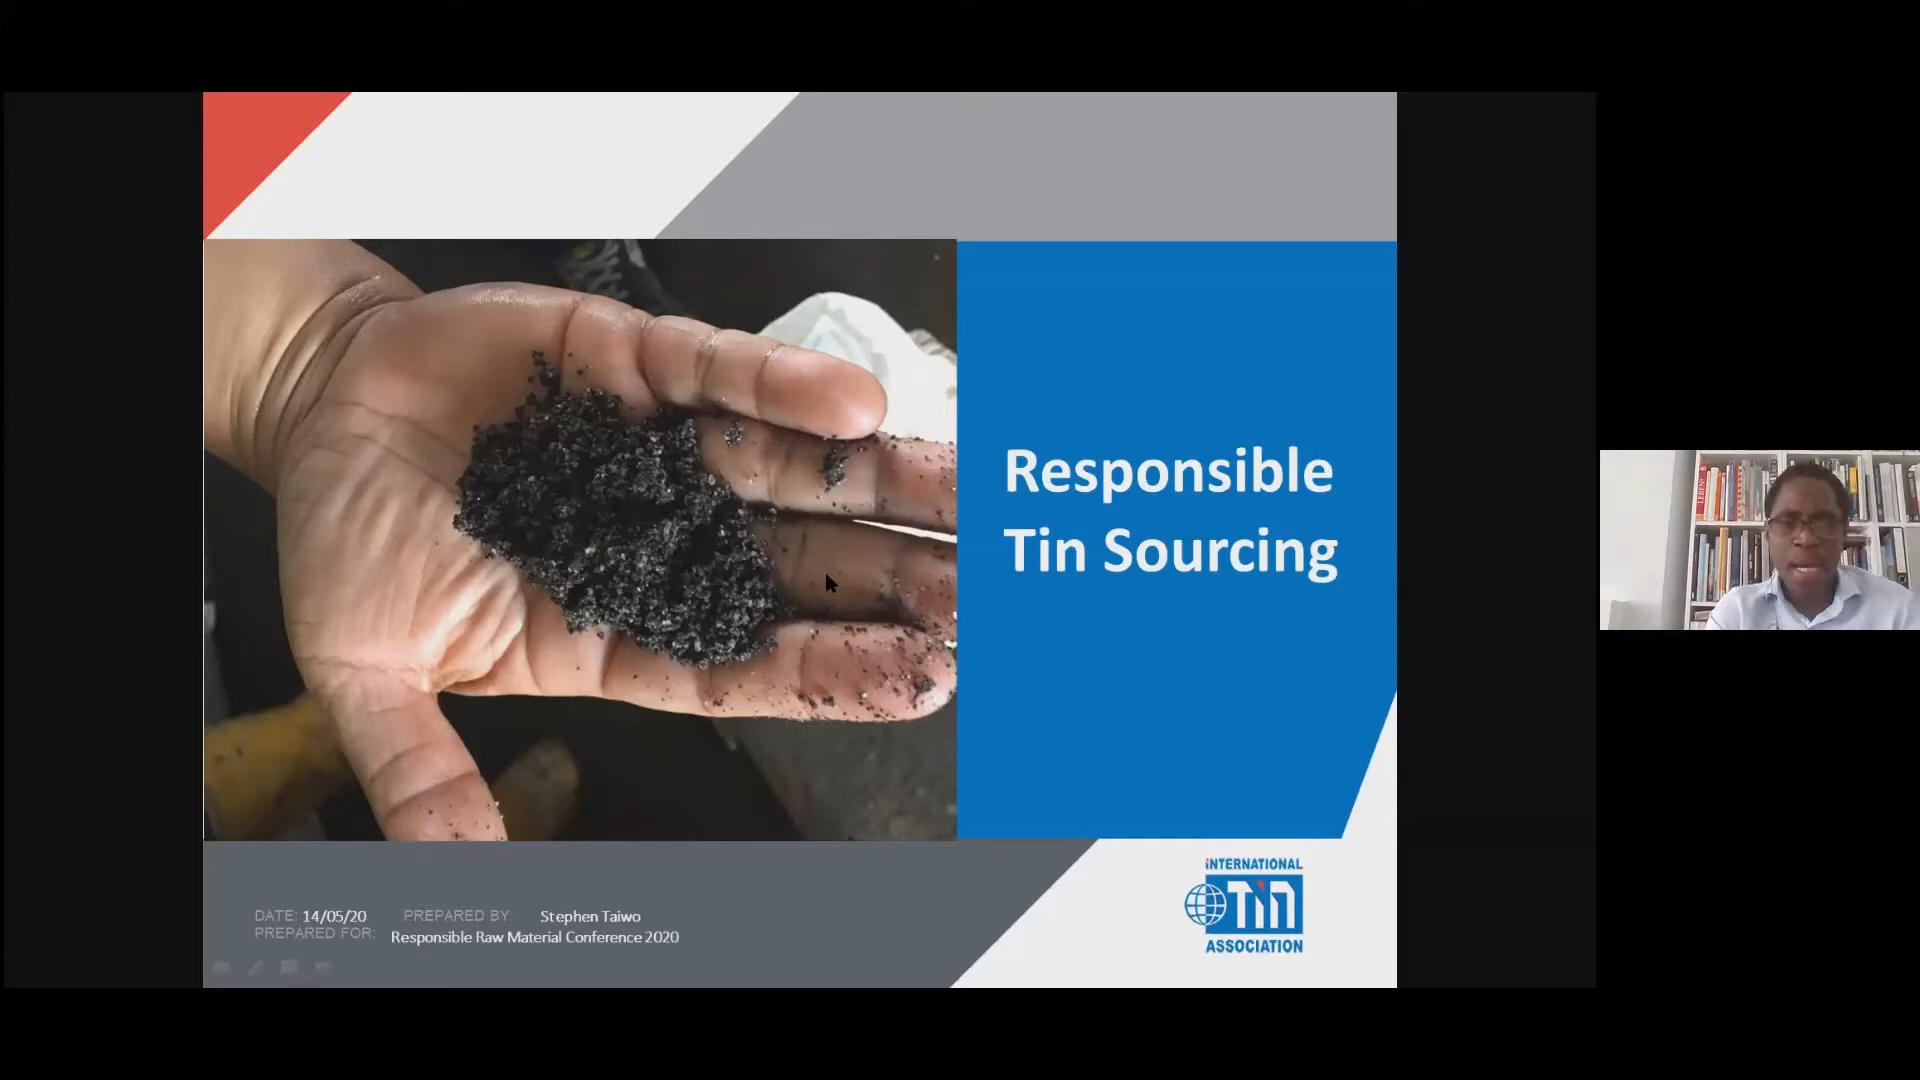 Responsible
Tin Sourcing
INTERNATIONAL
Tin
ASSOCIATION
DATE: 14/05/20 PREPARED BY: Stephen Taiwo
PREPARED FOR: Responsible Raw Material Conference 2020
LEBEN!